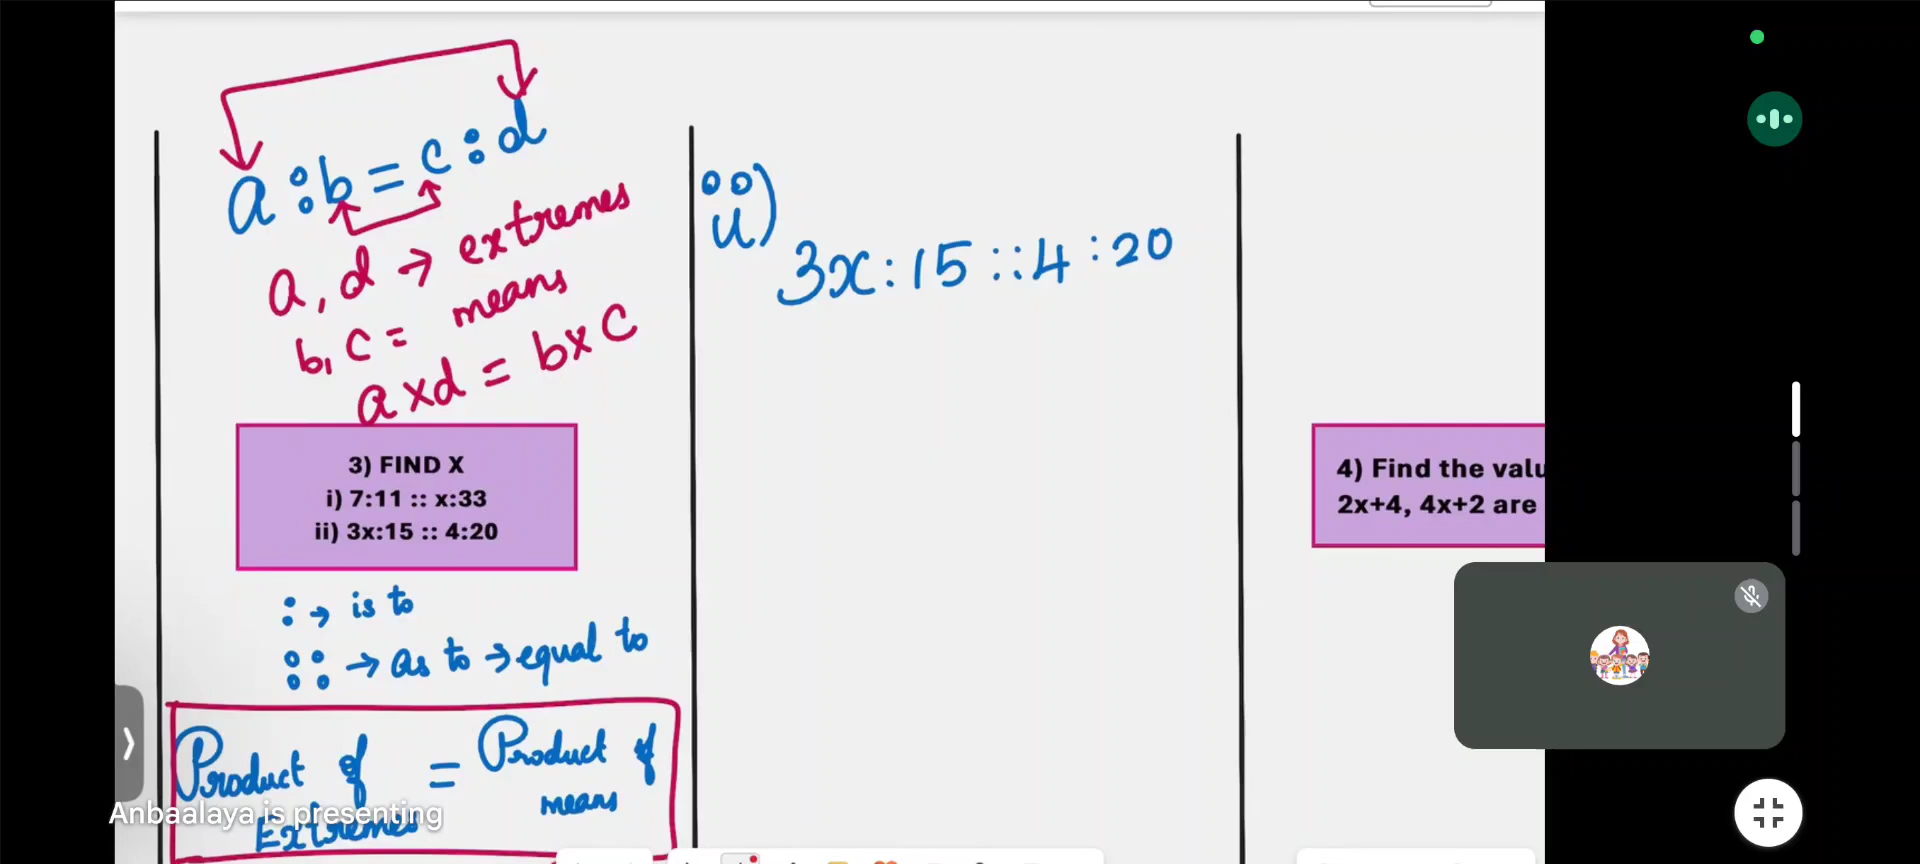 a : b = c : d
a, d → extremes
b, c = means
a x d = b x c
3) FIND X
i) 7:11 :: x:33
ii) 3x:15 :: 4:20
: → is to
:: → as to → equal to
Product of Extremes = Product of means
Anbaalaya is presenting
ii)
3x : 15 :: 4 : 20
4) Find the valu
2x+4, 4x+2 are